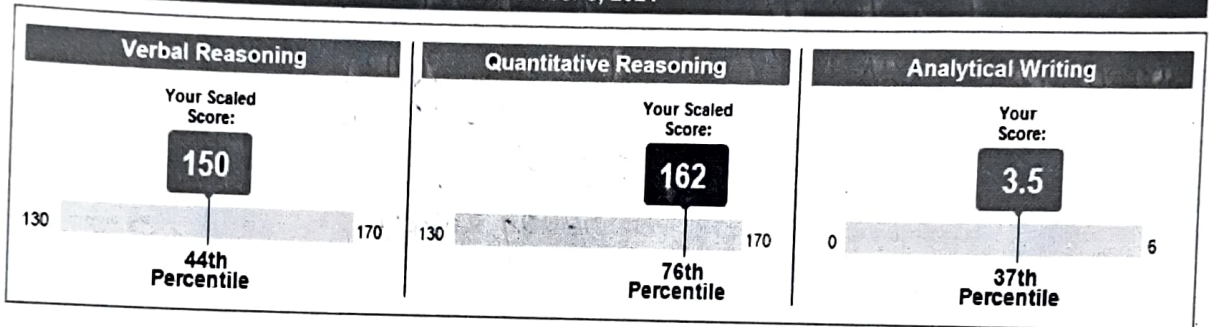 Verbal Reasoning
Your Scaled
Score:
150
130
170
44th
Percentile
Quantitative Reasoning
Your Scaled
Score:
162
130
170
76th
Percentile
Analytical Writing
Your
Score:
3.5
0
6
37th
Percentile